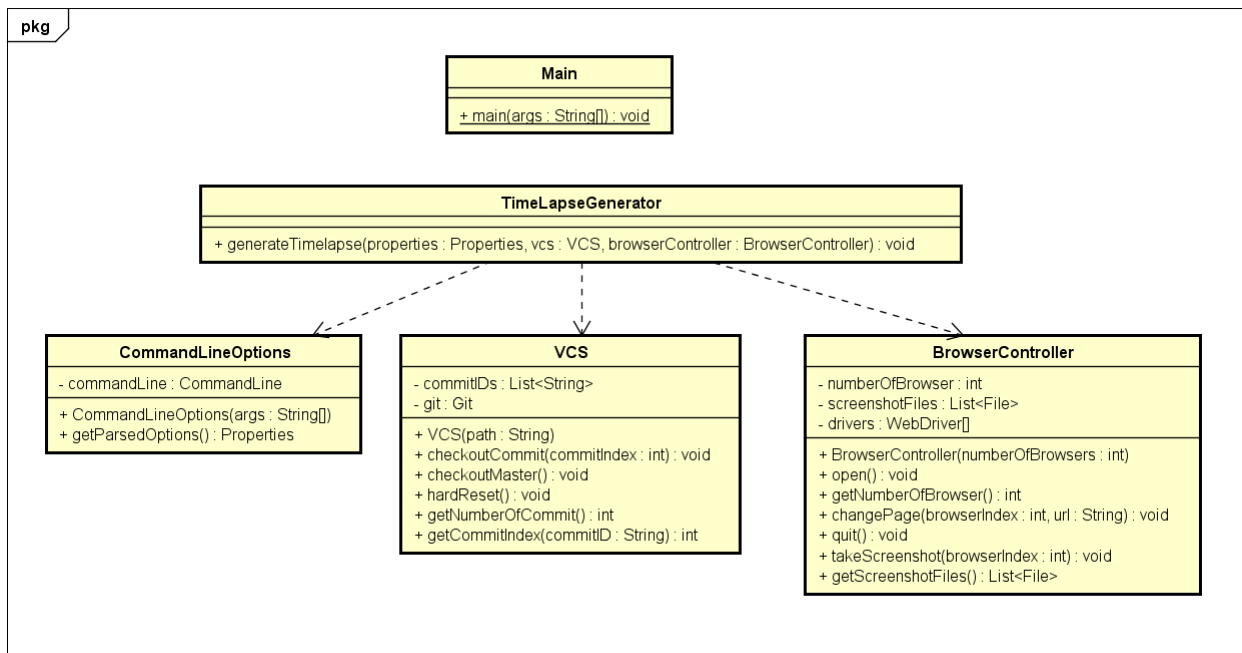 pkg
Main
+ main(args : String[]) : void
TimeLapseGenerator
+ generateTimelapse(properties : Properties, vcs : VCS, browserController : BrowserController) : void
CommandLineOptions
- commandLine : CommandLine
+ CommandLineOptions(args : String[])
+ getParsedOptions() : Properties
VCS
- commitIDs : List<String>
- git : Git
+ VCS(path : String)
+ checkoutCommit(commitIndex : int) : void
+ checkoutMaster() : void
+ hardReset() : void
+ getNumberOfCommit() : int
+ getCommitIndex(commitID : String) : int
BrowserController
- numberOfBrowser : int
- screenshotFiles : List<File>
- drivers : WebDriver[]
+ BrowserController(numberOfBrowsers : int)
+ open() : void
+ getNumberOfBrowser() : int
+ changePage(browserIndex : int, url : String) : void
+ quit() : void
+ takeScreenshot(browserIndex : int) : void
+ getScreenshotFiles() : List<File>